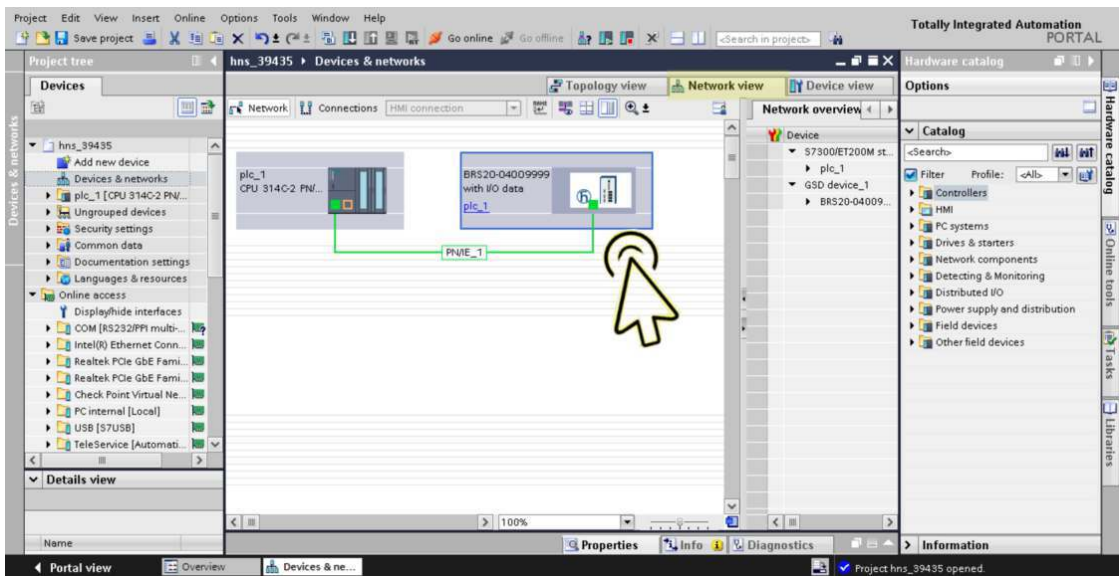 Project Edit View Insert Online Options Tools Window Help
Totally Integrated Automation
PORTAL
Save project Go online Go offline <Search in project>
Project tree
hns_39435 ▸ Devices & networks
Hardware catalog
Devices
Topology view Network view Device view
Options
Network Connections HMI connection
Network overview
Devices & networks
hns_39435
Add new device
Devices & networks
plc_1 [CPU 314C-2 PN/...
Ungrouped devices
Security settings
Common data
Documentation settings
Languages & resources
Online access
Display/hide interfaces
COM [RS232/PPI multi-...
Intel(R) Ethernet Conn...
Realtek PCIe GbE Fami...
Realtek PCIe GbE Fami...
Check Point Virtual Ne...
PC internal [Local]
USB [S7USB]
TeleService [Automati...
Details view
Name
plc_1
CPU 314C-2 PN/...
BRS20-04009999
with I/O data
plc_1
PN/IE_1
100%
Device
S7300/ET200M st...
plc_1
GSD device_1
BRS20-04009...
Catalog
<Search>
Filter Profile: <All>
Controllers
HMI
PC systems
Drives & starters
Network components
Detecting & Monitoring
Distributed I/O
Power supply and distribution
Field devices
Other field devices
Information
Hardware catalog
Online tools
Tasks
Libraries
Properties Info Diagnostics
Portal view Overview Devices & ne...
Project hns_39435 opened.